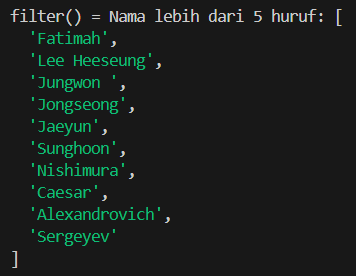 filter() = Nama lebih dari 5 huruf: [
  'Fatimah',
  'Lee Heeseung',
  'Jungwon ',
  'Jongseong',
  'Jaeyun',
  'Sunghoon',
  'Nishimura',
  'Caesar',
  'Alexandrovich',
  'Sergeyev'
]